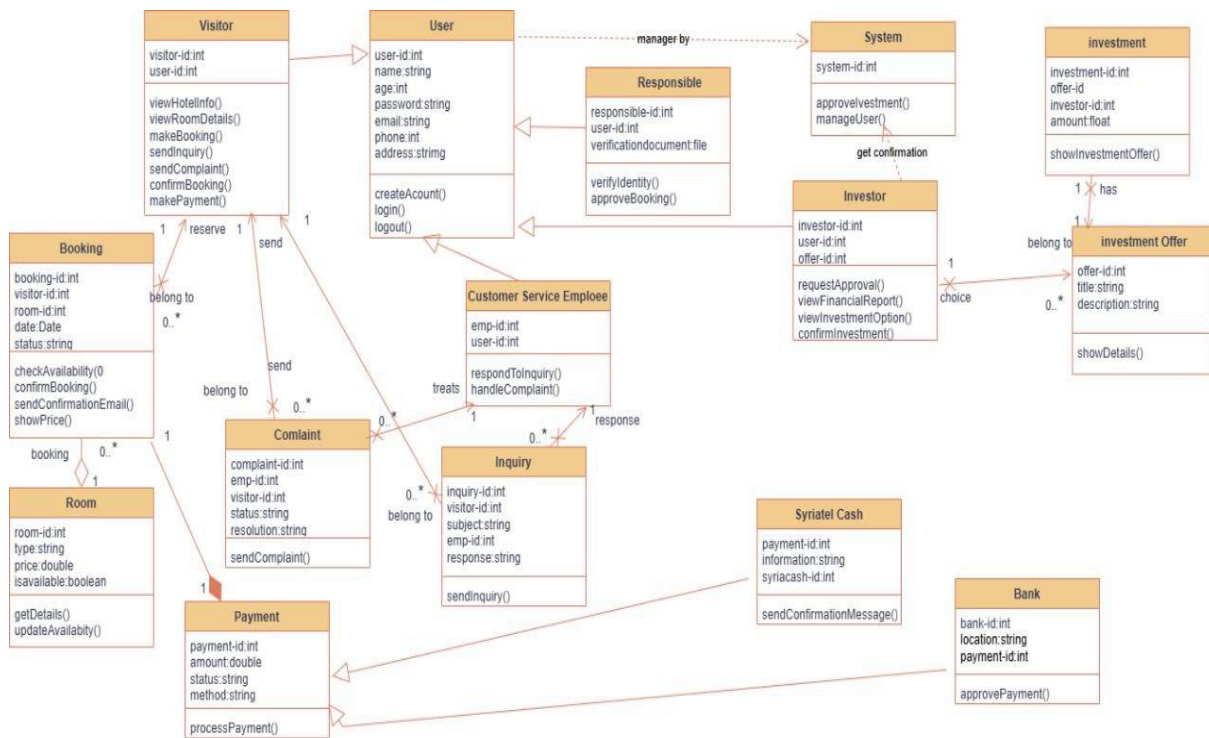 Visitor
visitor-id:int
user-id:int
viewHotelInfo()
viewRoomDetails()
makeBooking()
sendInquiry()
sendComplaint()
confirmBooking()
makePayment()
User
user-id:int
name:string
age:int
password:string
email:string
phone:int
address:strimg
createAcount()
login()
logout()
manager by
System
system-id:int
approveIvestment()
manageUser()
get confirmation
investment
investment-id:int
offer-id
investor-id:int
amount:float
showInvestmentOffer()
1
has
1
belong to
Responsible
responsible-id:int
user-id:int
verificationdocument:file
verifyIdentity()
approveBooking()
Investor
investor-id:int
user-id:int
offer-id:int
requestApproval()
viewFinancialReport()
viewInvestmentOption()
confirmInvestment()
1
choice
0..*
investment Offer
offer-id:int
title:string
description:string
showDetails()
1
reserve
1
send
1
Booking
booking-id:int
visitor-id:int
room-id:int
date:Date
status:string
checkAvailability(0
confirmBooking()
sendConfirmationEmail()
showPrice()
belong to
0..*
send
belong to
0..*
Customer Service Emploee
emp-id:int
user-id:int
respondToInquiry()
handleComplaint()
treats
0..*
1
1
response
0..*
booking
0..*
1
1
Comlaint
complaint-id:int
emp-id:int
visitor-id:int
status:string
resolution:string
sendComplaint()
0..*
belong to
Inquiry
inquiry-id:int
visitor-id:int
subject:string
emp-id:int
response:string
sendInquiry()
Room
room-id:int
type:string
price:double
isavailable:boolean
getDetails()
updateAvailabity()
1
Payment
payment-id:int
amount:double
status:string
method:string
processPayment()
Syriatel Cash
payment-id:int
information:string
syriacash-id:int
sendConfirmationMessage()
Bank
bank-id:int
location:string
payment-id:int
approvePayment()